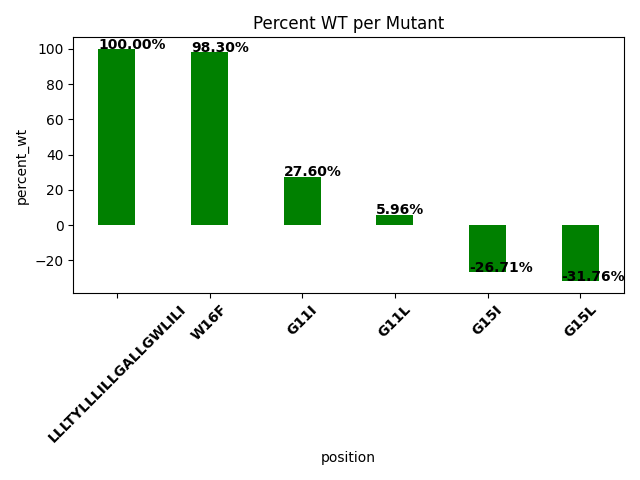 Percent WT per Mutant
percent_wt
100
80
60
40
20
0
−20
100.00%
98.30%
27.60%
5.96%
-26.71%
-31.76%
LLLTYLLLILLGALLGWLILI
W16F
G11I
G11L
G15I
G15L
position